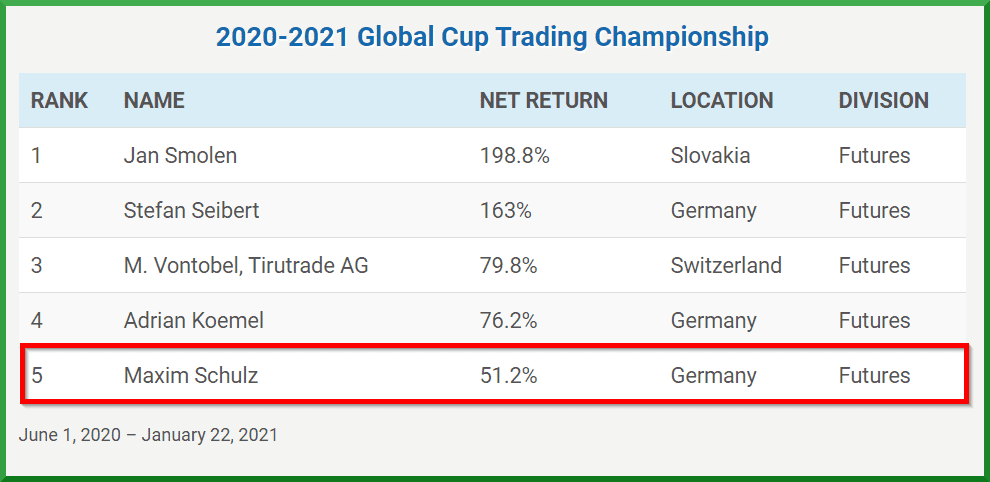 2020-2021 Global Cup Trading Championship
RANK NAME NET RETURN LOCATION DIVISION
1 Jan Smolen 198.8% Slovakia Futures
2 Stefan Seibert 163% Germany Futures
3 M. Vontobel, Tirutrade AG 79.8% Switzerland Futures
4 Adrian Koemel 76.2% Germany Futures
5 Maxim Schulz 51.2% Germany Futures
June 1, 2020 – January 22, 2021